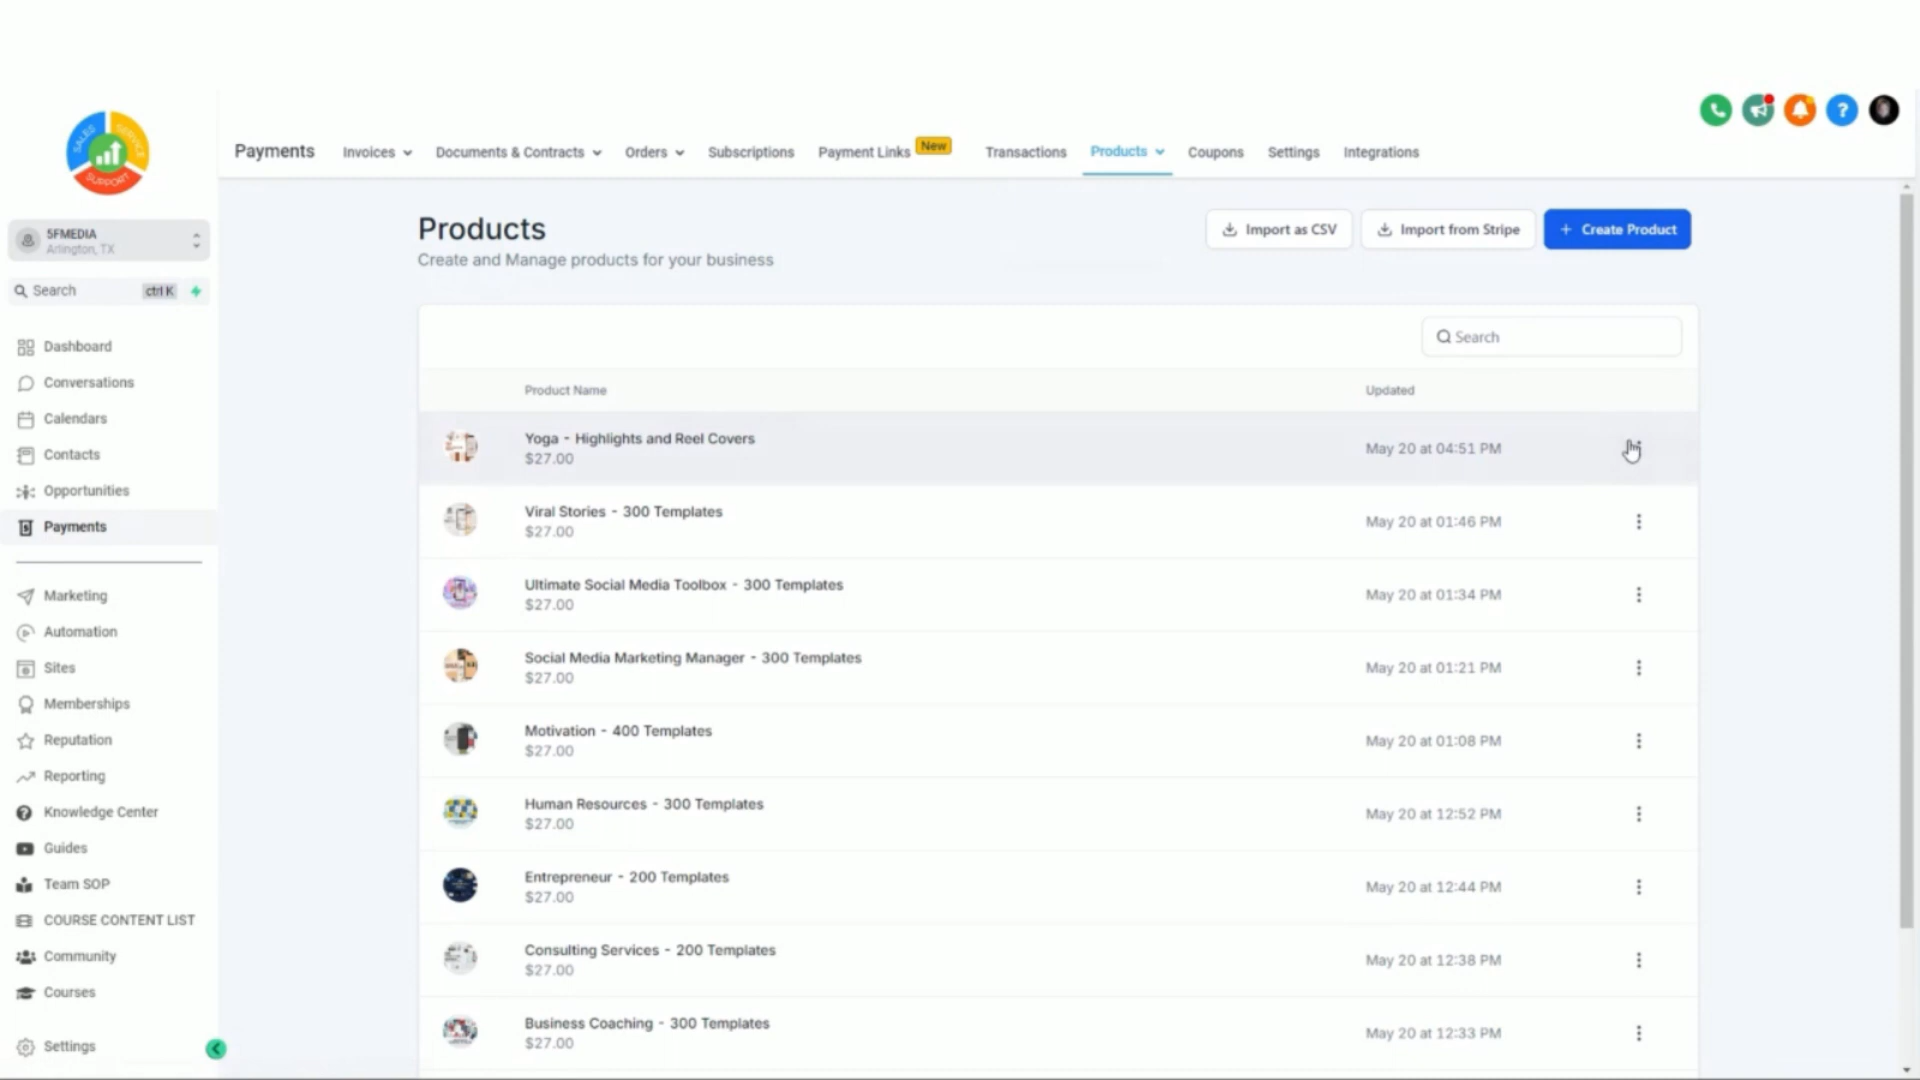 SALES
SERVICE
SUPPORT
Payments
Invoices
Documents & Contracts
Orders
Subscriptions
Payment Links
New
Transactions
Products
Coupons
Settings
Integrations
5FMEDIA
Arlington, TX
Search
ctrl K
Dashboard
Conversations
Calendars
Contacts
Opportunities
Payments
Marketing
Automation
Sites
Memberships
Reputation
Reporting
Knowledge Center
Guides
Team SOP
COURSE CONTENT LIST
Community
Courses
Settings
Products
Create and Manage products for your business
Import as CSV
Import from Stripe
+ Create Product
Search
Product Name
Updated
Yoga - Highlights and Reel Covers
$27.00
May 20 at 04:51 PM
Viral Stories - 300 Templates
$27.00
May 20 at 01:46 PM
Ultimate Social Media Toolbox - 300 Templates
$27.00
May 20 at 01:34 PM
Social Media Marketing Manager - 300 Templates
$27.00
May 20 at 01:21 PM
Motivation - 400 Templates
$27.00
May 20 at 01:08 PM
Human Resources - 300 Templates
$27.00
May 20 at 12:52 PM
Entrepreneur - 200 Templates
$27.00
May 20 at 12:44 PM
Consulting Services - 200 Templates
$27.00
May 20 at 12:38 PM
Business Coaching - 300 Templates
$27.00
May 20 at 12:33 PM